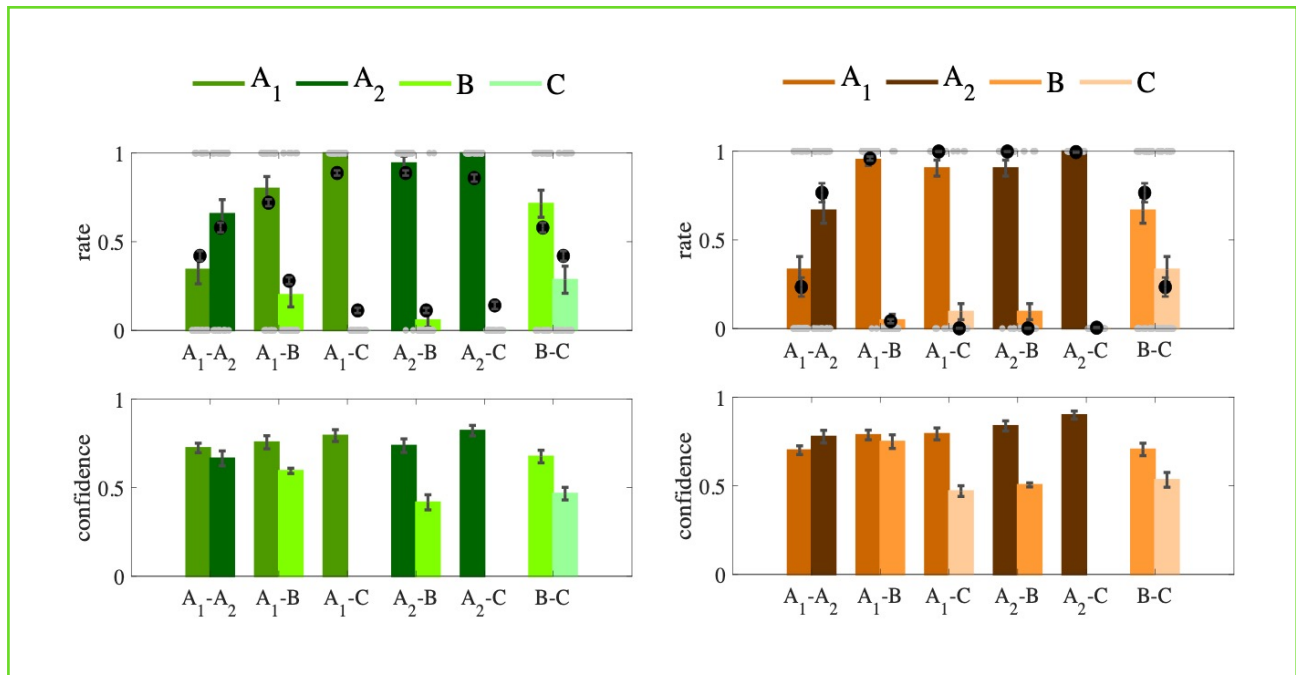 A₁ A₂ B C
1
0.5
0
rate
A₁-A₂ A₁-B A₁-C A₂-B A₂-C B-C
1
0.5
0
confidence
A₁-A₂ A₁-B A₁-C A₂-B A₂-C B-C
A₁ A₂ B C
1
0.5
0
rate
A₁-A₂ A₁-B A₁-C A₂-B A₂-C B-C
1
0.5
0
confidence
A₁-A₂ A₁-B A₁-C A₂-B A₂-C B-C